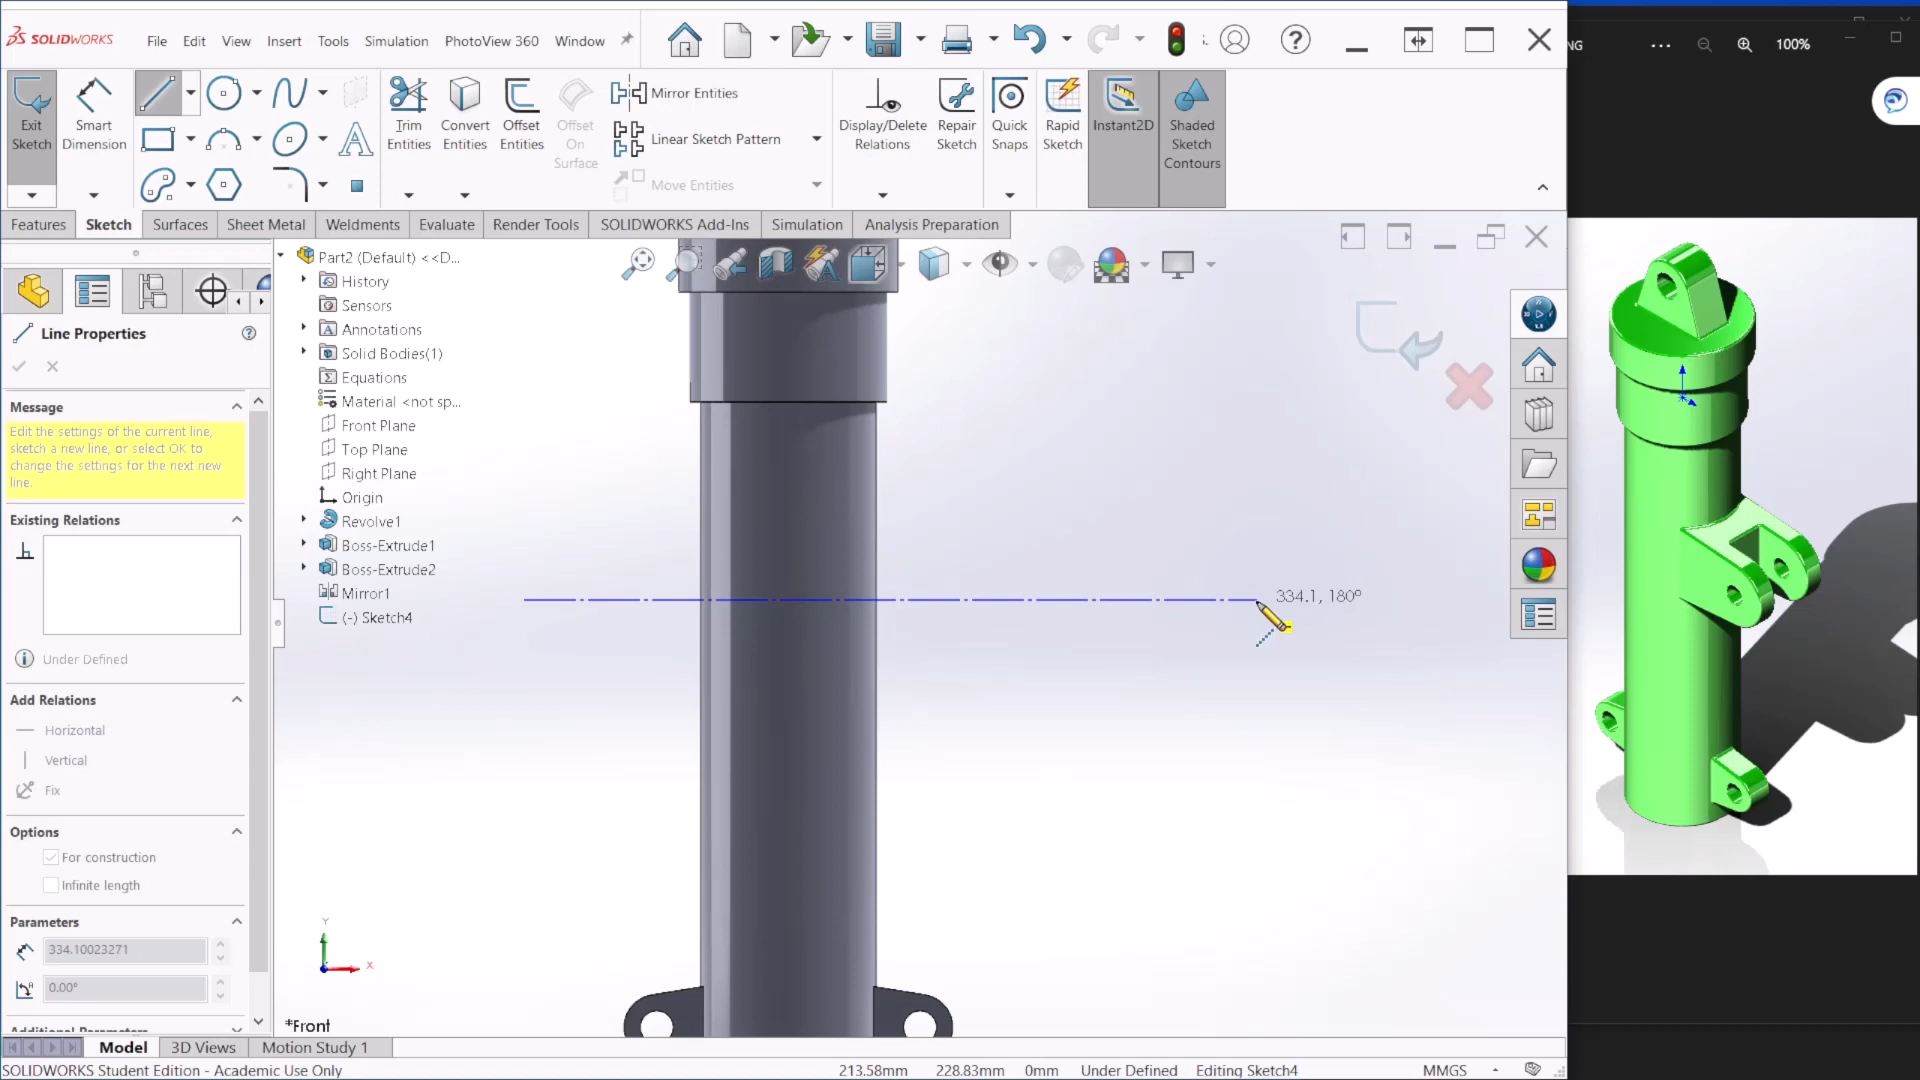 SOLIDWORKS File Edit View Insert Tools Simulation PhotoView 360 Window
NG 100%
Exit Sketch
Smart Dimension
Trim Entities
Convert Entities
Offset Entities
Offset On Surface
Mirror Entities
Linear Sketch Pattern
Move Entities
Display/Delete Relations
Repair Sketch
Quick Snaps
Rapid Sketch
Instant2D
Shaded Sketch Contours
Features Sketch Surfaces Sheet Metal Weldments Evaluate Render Tools SOLIDWORKS Add-Ins Simulation Analysis Preparation
Line Properties
Message
Edit the settings of the current line,
sketch a new line, or select OK to
change the settings for the next new
line.
Existing Relations
Under Defined
Add Relations
Horizontal
Vertical
Fix
Options
For construction
Infinite length
Parameters
334.10023271
0.00°
Additional Parameters
Part2 (Default) <<D...
History
Sensors
Annotations
Solid Bodies(1)
Equations
Material <not sp...
Front Plane
Top Plane
Right Plane
Origin
Revolve1
Boss-Extrude1
Boss-Extrude2
Mirror1
(-) Sketch4
334.1, 180°
Y
X
*Front
Model 3D Views Motion Study 1
SOLIDWORKS Student Edition - Academic Use Only 213.58mm 228.83mm 0mm Under Defined Editing Sketch4 MMGS